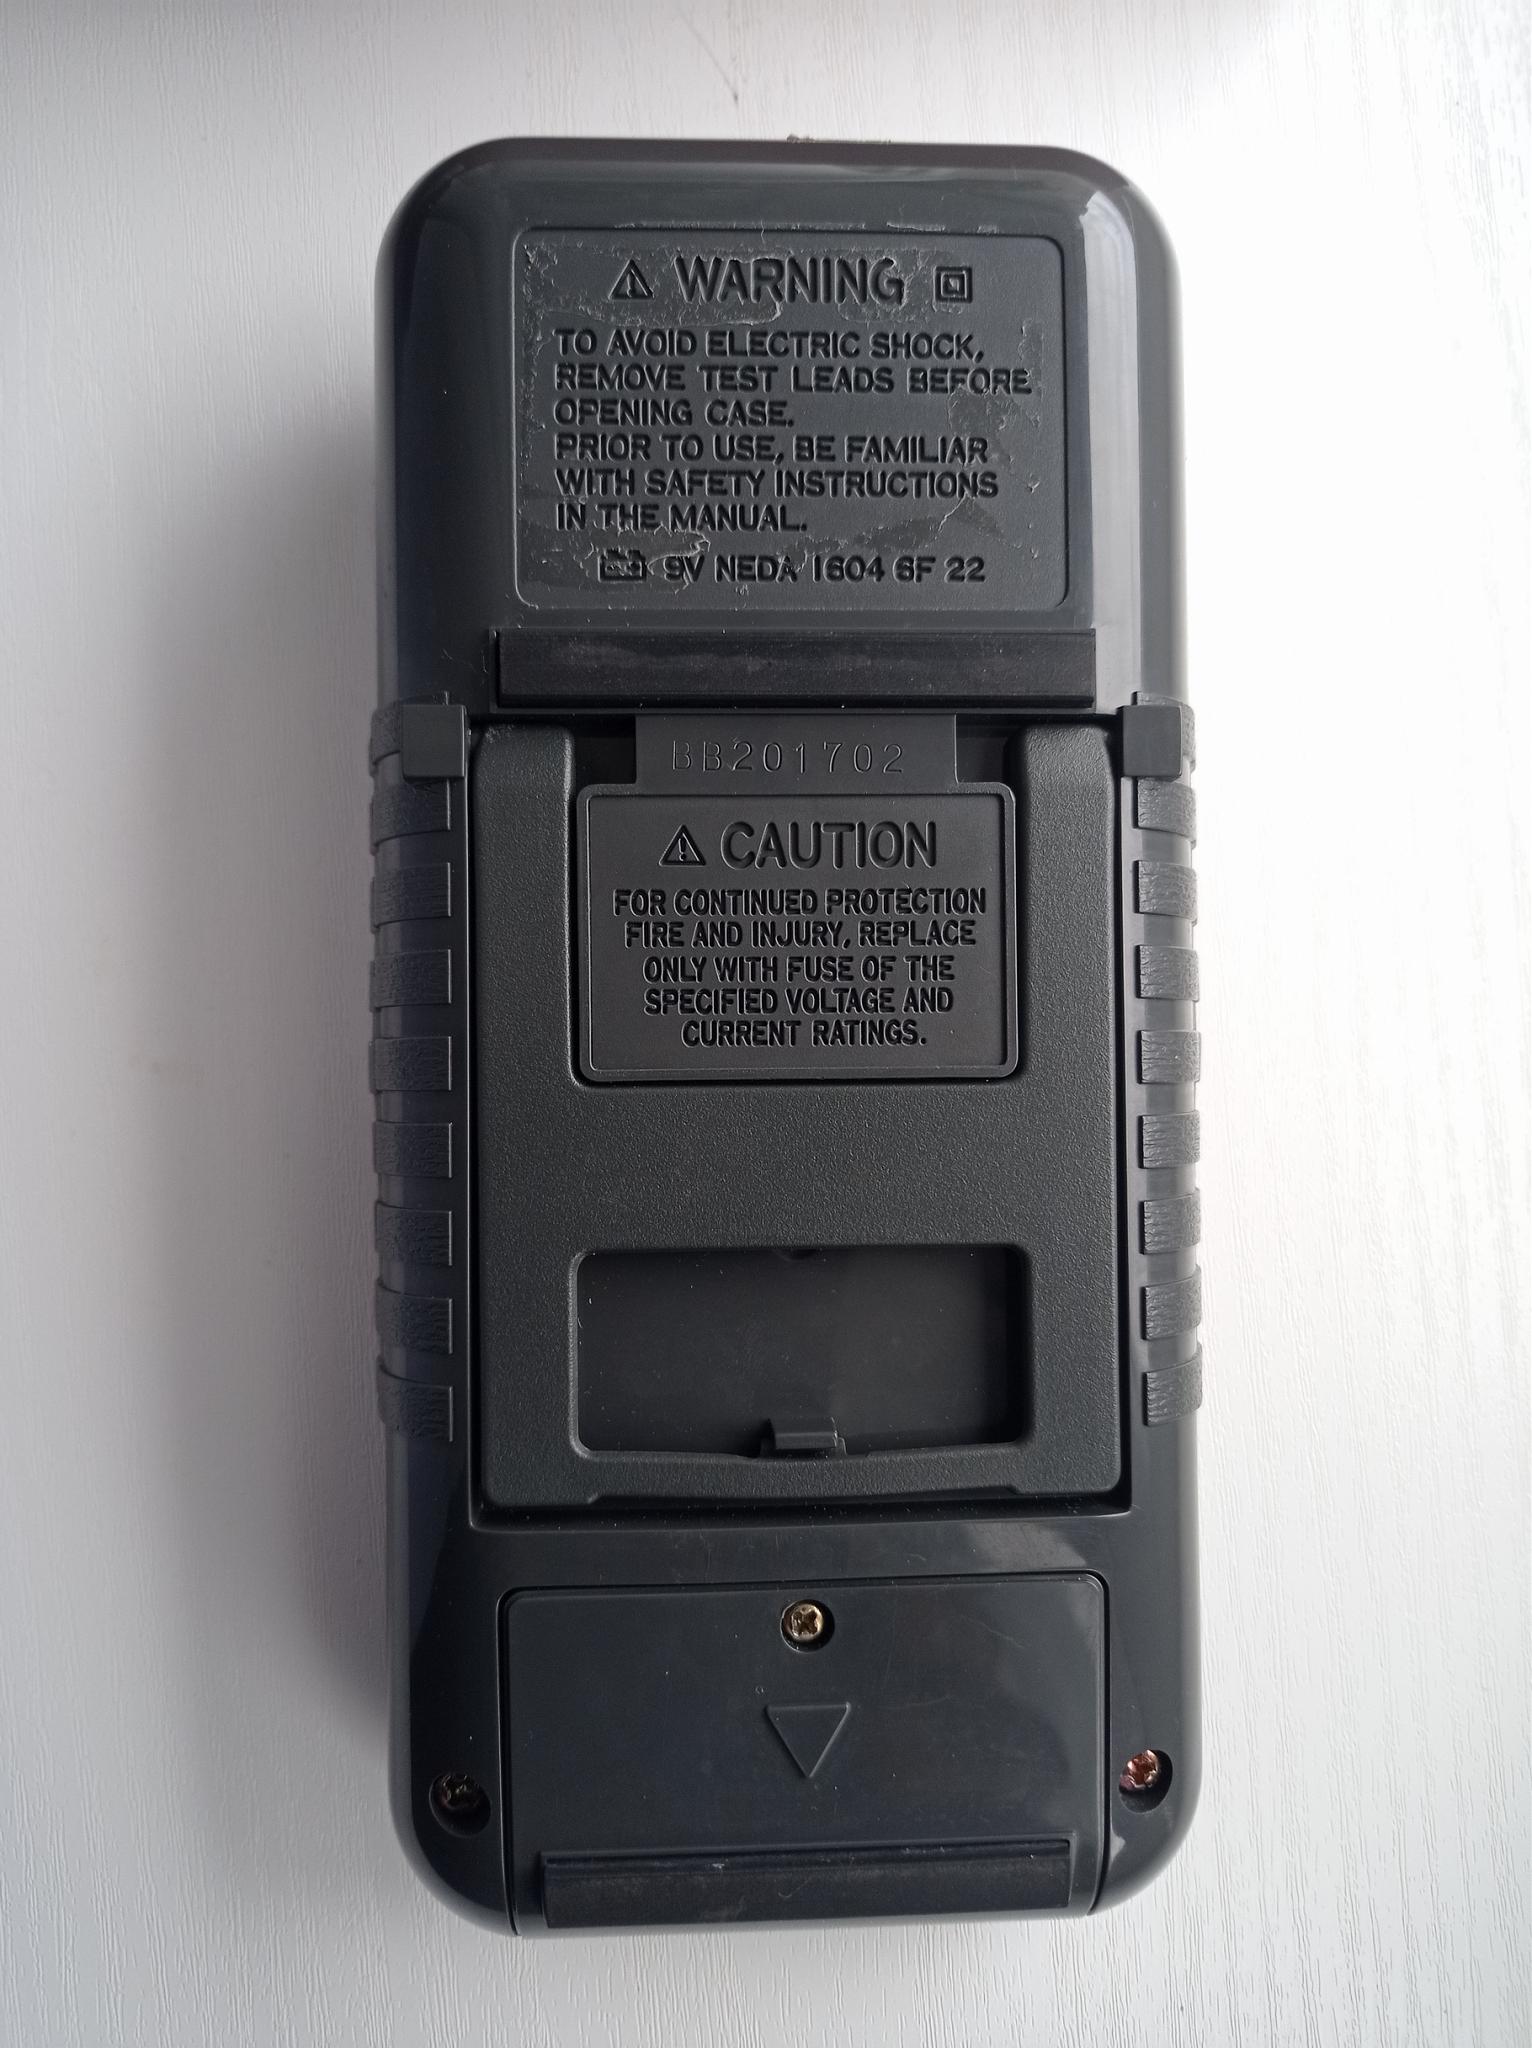 WARNING
TO AVOID ELECTRIC SHOCK,
REMOVE TEST LEADS BEFORE
OPENING CASE.
PRIOR TO USE, BE FAMILIAR
WITH SAFETY INSTRUCTIONS
IN THE MANUAL.
9V NEDA 1604 6F 22
BB201702
CAUTION
FOR CONTINUED PROTECTION
FIRE AND INJURY, REPLACE
ONLY WITH FUSE OF THE
SPECIFIED VOLTAGE AND
CURRENT RATINGS.